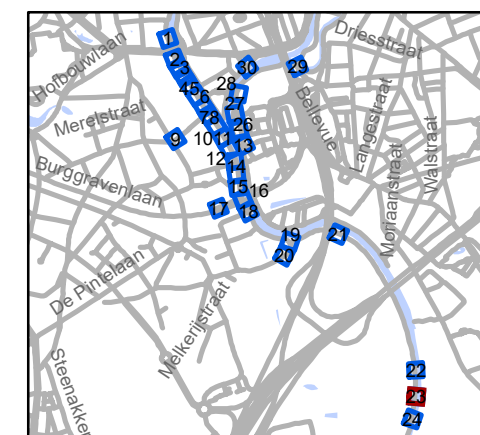 1
Driesstraat
Hofbouwlaan
2
3
30
29
28
4
5
6
27
Bellevue
Langestraat
Merelstraat
7
8
26
9
10
11
13
Walstraat
12
14
Burggravenlaan
15
16
17
18
Moriaanstraat
19
21
20
De Pintelaan
Melkerijstraat
Steenakker
22
23
24